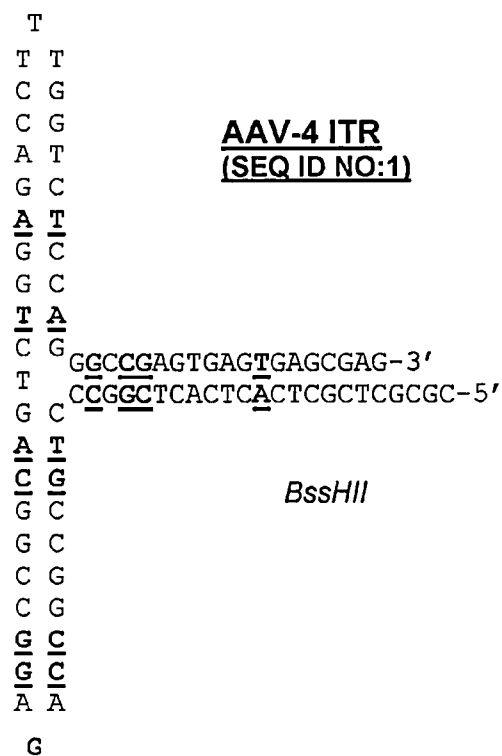 T
T T
C G
C G
AAV-4 ITR
A T
(SEQ ID NO:1)
G C
A T
G C
G C
T A
C G GGCCGAGTGAGTGAGCGAG-3'
T CCGGCTCACTCACTCGCTCGCGC-5'
G C
A T
C G
BssHII
G C
G C
C G
C G
G C
G C
A A
G